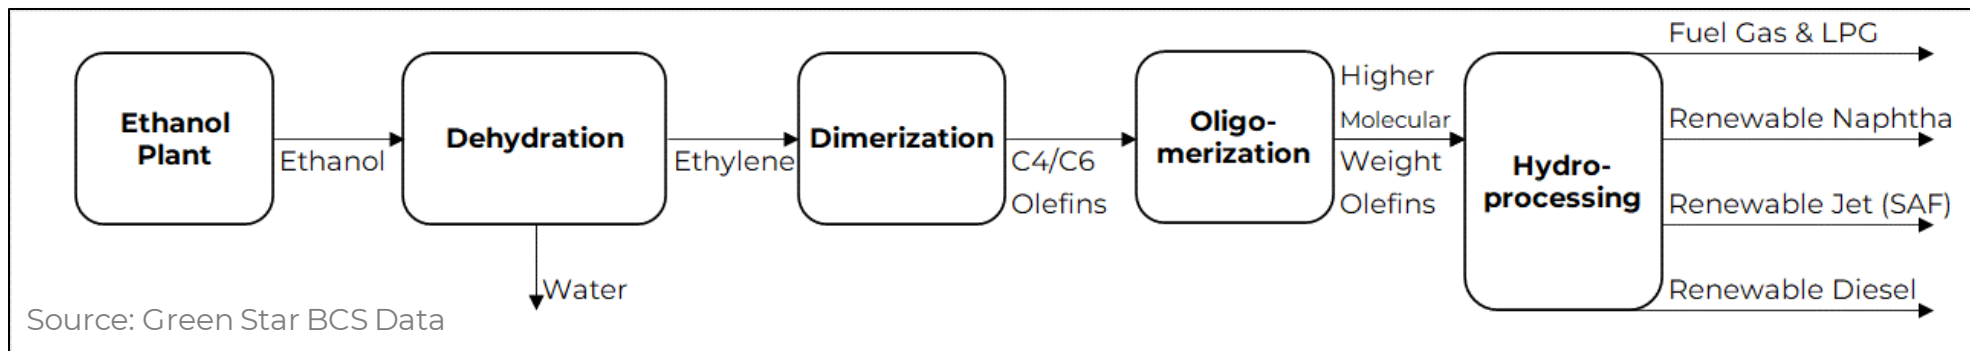 Ethanol
Plant
Ethanol
Dehydration
Water
Ethylene
Dimerization
C4/C6
Olefins
Oligo-
merization
Higher
Molecular
Weight
Olefins
Hydro-
processing
Fuel Gas & LPG
Renewable Naphtha
Renewable Jet (SAF)
Renewable Diesel
Source: Green Star BCS Data